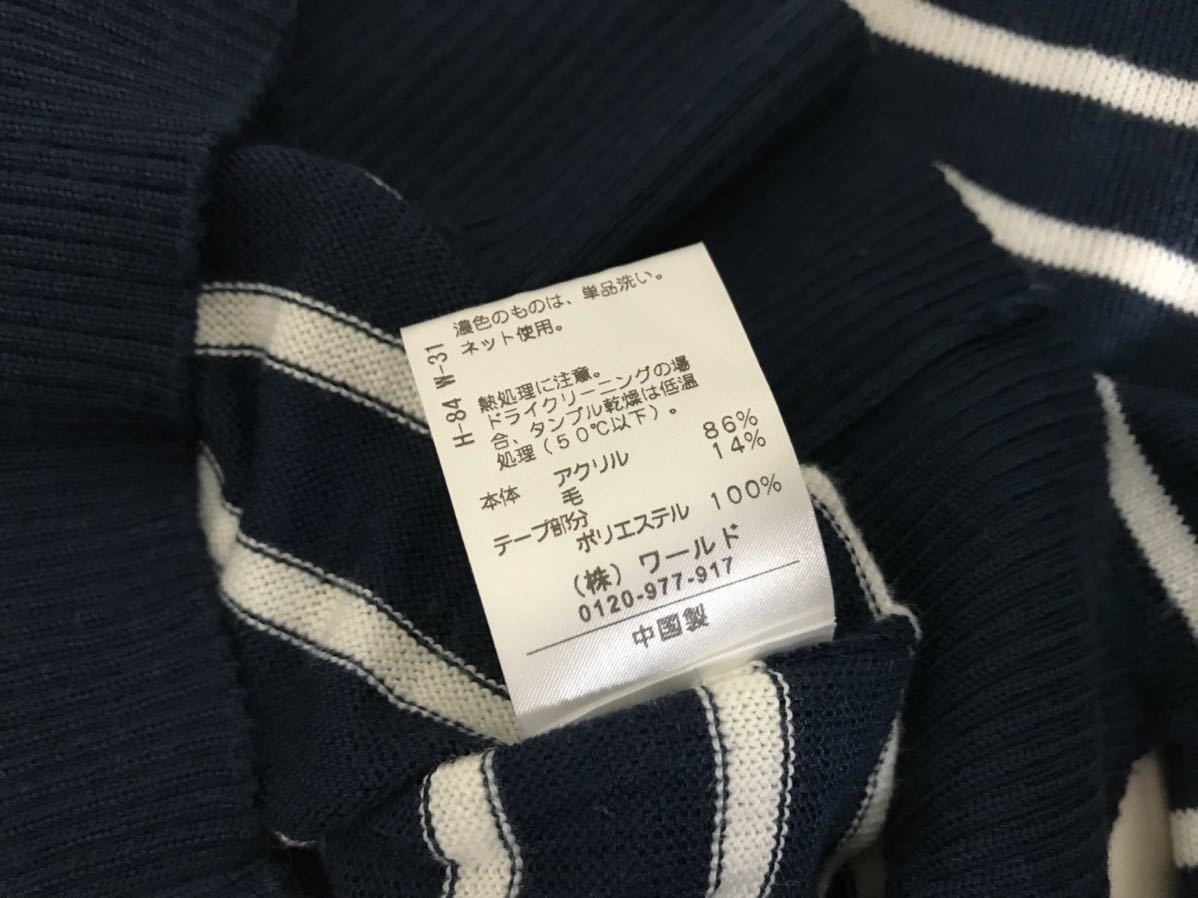 H-84 W-31
濃色のものは、単品洗い。
ネット使用。
熱処理に注意。
ドライクリーニングの場
合、タンブル乾燥は低温
処理(50℃以下)。
本体 アクリル 86%
毛 14%
テープ部分
ポリエステル 100%
(株)ワールド
0120-977-917
中国製